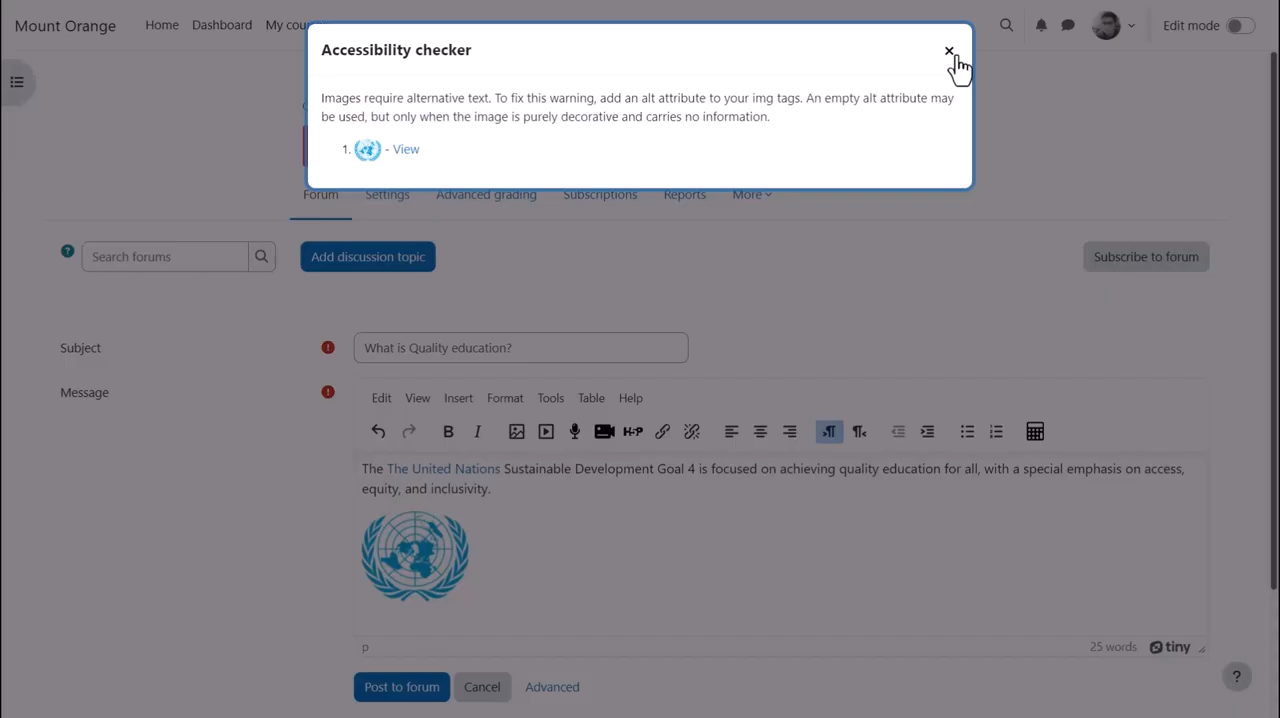 Mount Orange
Home
Dashboard
My cou
Edit mode
Accessibility checker
×
Images require alternative text. To fix this warning, add an alt attribute to your img tags. An empty alt attribute may
be used, but only when the image is purely decorative and carries no information.
1. - View
Forum
Settings
Advanced grading
Subscriptions
Reports
More
?
Search forums
Add discussion topic
Subscribe to forum
Subject
!
What is Quality education?
Message
!
Edit
View
Insert
Format
Tools
Table
Help
B
I
H-P
The The United Nations Sustainable Development Goal 4 is focused on achieving quality education for all, with a special emphasis on access,
equity, and inclusivity.
p
25 words
tiny
Post to forum
Cancel
Advanced
?